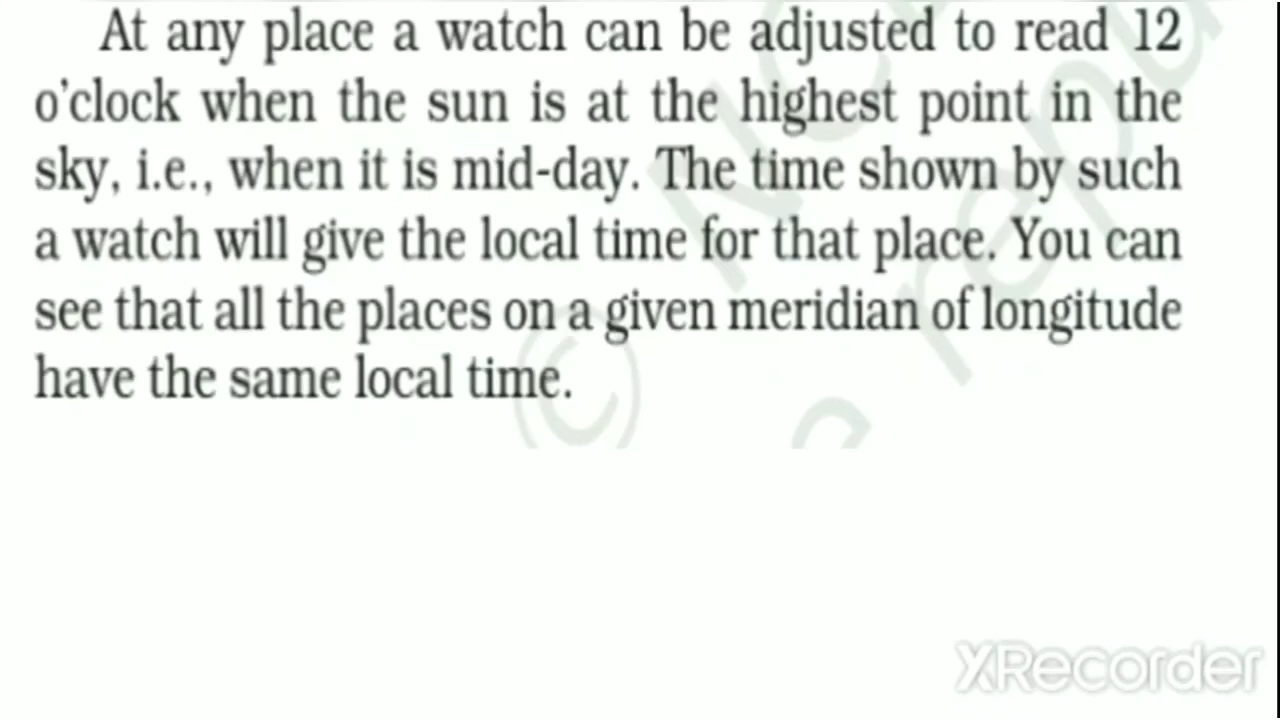 At any place a watch can be adjusted to read 12
o'clock when the sun is at the highest point in the
sky, i.e., when it is mid-day. The time shown by such
a watch will give the local time for that place. You can
see that all the places on a given meridian of longitude
have the same local time.
XRecorder